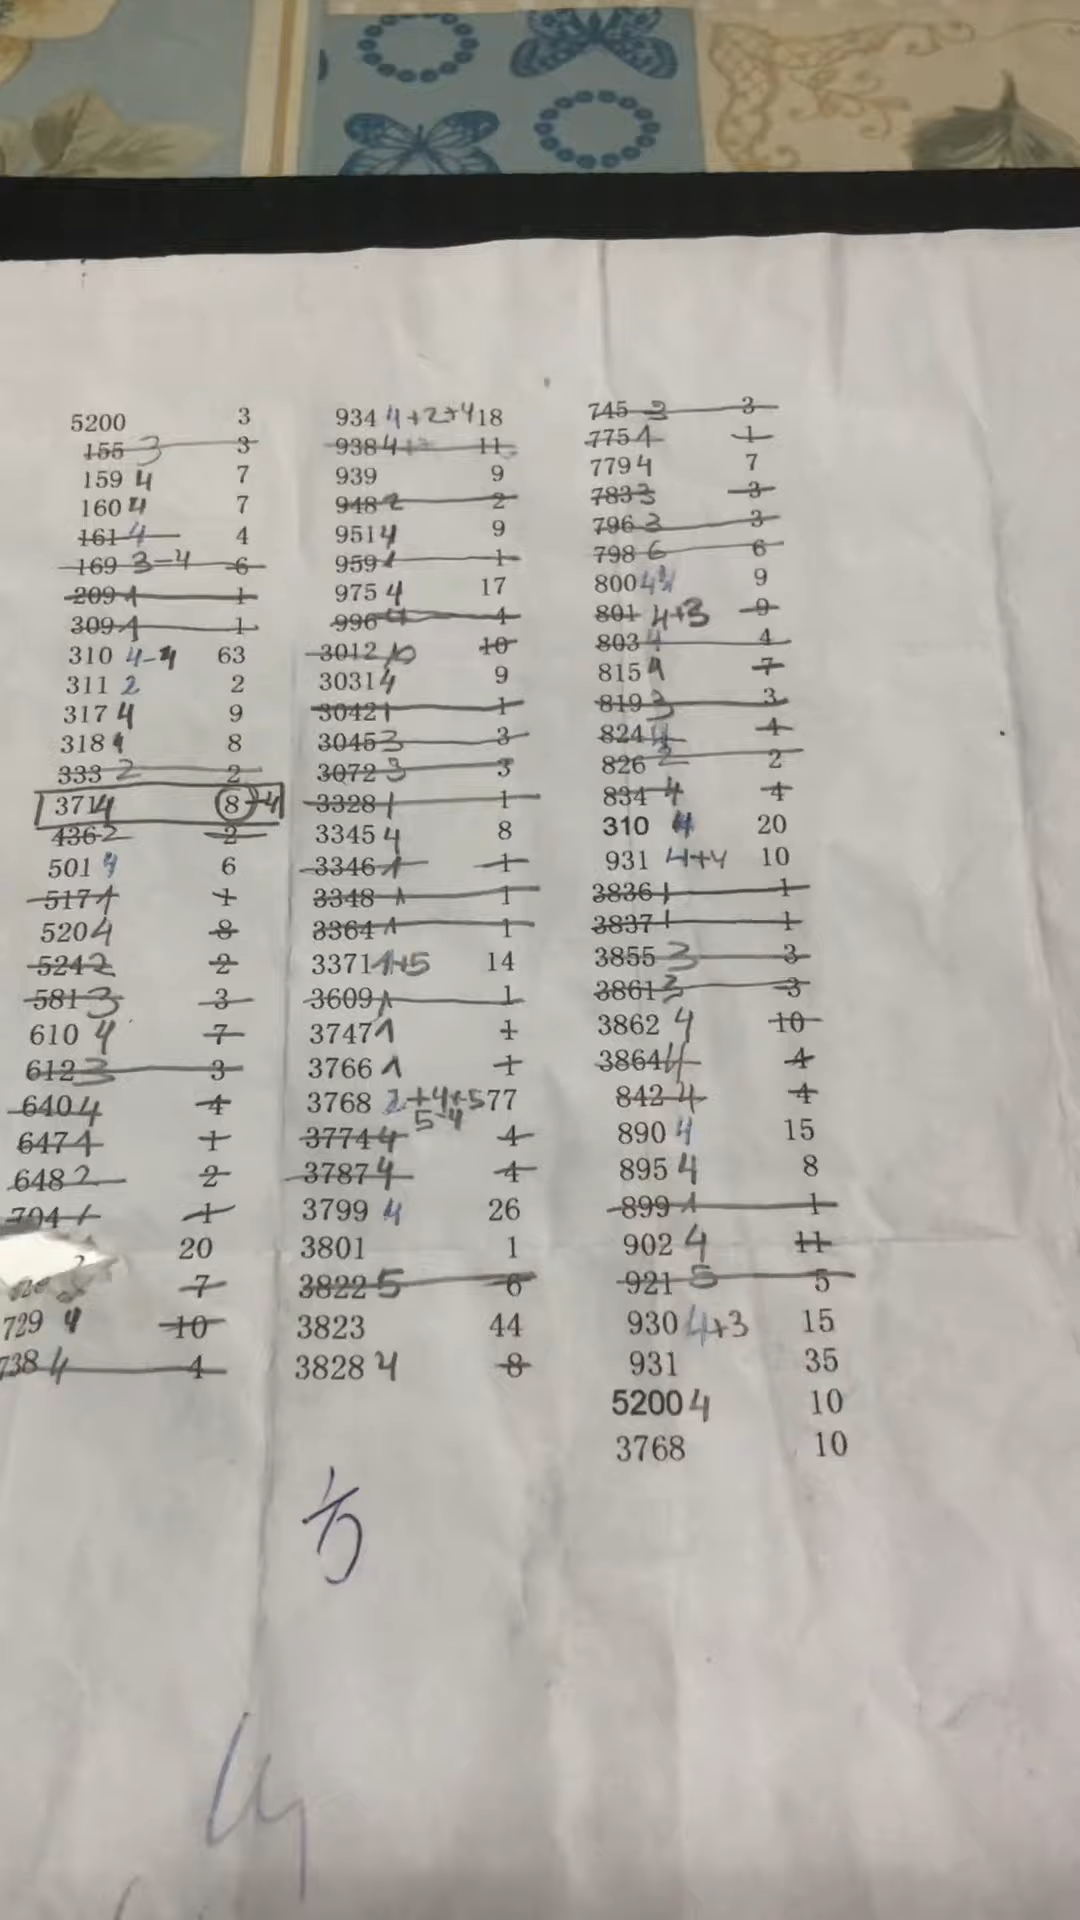 5200 3
155 3 3
159 4 7
160 4 7
161 4 4
169 3-4 6
209 1 1
309 1 1
310 4-4 63
311 2 2
317 4 9
318 4 8
333 2 2
371 4 8 -4
436 2 2
501 4 6
517 1 1
520 4 8
524 2 2
581 3 3
610 4 7
612 3 3
640 4 4
647 1 1
648 2 2
704 1 1
20
7
729 4 10
738 4 4
934 4+2+4 18
938 4+ 11
939 9
948 2 2
951 4 9
959 1 1
975 4 17
996 4 4
3012 10 10
3031 4 9
3042 1 1
3045 3 3
3072 3 3
3328 1 1
3345 4 8
3346 1 1
3348 1 1
3364 1 1
3371 1+5 14
3609 1 1
3747 1 1
3766 1 1
3768 2+4+5 77
5-4
3774 4 4
3787 4 4
3799 4 26
3801 1
3822 5 6
3823 44
3828 4 8
745 3 3
775 1 1
779 4 7
783 3 3
796 3 3
798 6 6
800 4 9
801 4+3 9
803 4 4
815 4 7
819 3 3
824 4 4
826 2 2
834 4 4
310 4 20
931 4+4 10
3836 1 1
3837 1 1
3855 3 3
3861 3 3
3862 4 10
3864 4 4
842 4 4
890 4 15
895 4 8
899 1 1
902 4 11
921 5 5
930 4+3 15
931 35
5200 4 10
3768 10